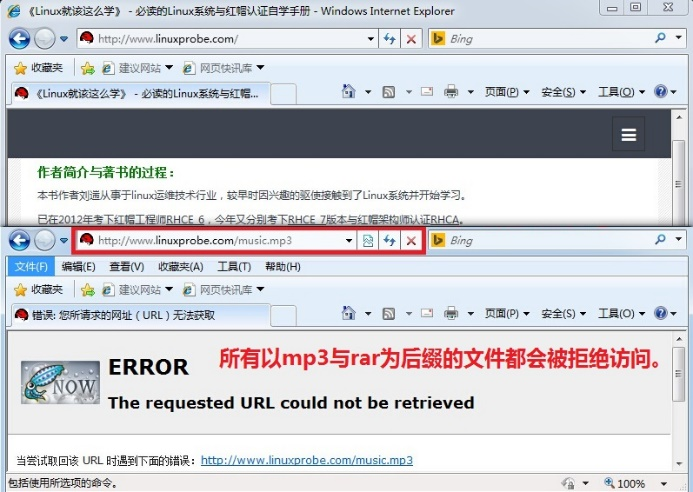 《Linux就该这么学》 - 必读的Linux系统与红帽认证自学手册 - Windows Internet Explorer
http://www.linuxprobe.com/
Bing
收藏夹 建议网站 网页快讯库
《Linux就该这么学》 - 必读的Linux系统与红帽... 页面(P) 安全(S) 工具(O)
作者简介与著书的过程：
本书作者刘遄从事于linux运维技术行业，较早时因兴趣的驱使接触到了Linux系统并开始学习。
已在2012年考下红帽工程师RHCE_6，今年又分别考下RHCE_7版本与红帽架构师认证RHCA。
http://www.linuxprobe.com/music.mp3
Bing
文件(F) 编辑(E) 查看(V) 收藏夹(A) 工具(T) 帮助(H)
收藏夹 建议网站 网页快讯库
错误: 您所请求的网址（URL）无法获取 页面(P) 安全(S) 工具(O)
所有以mp3与rar为后缀的文件都会被拒绝访问。
NOW
ERROR
The requested URL could not be retrieved
当尝试取回该 URL 时遇到下面的错误：http://www.linuxprobe.com/music.mp3
包括使用所选项的命令。 100%